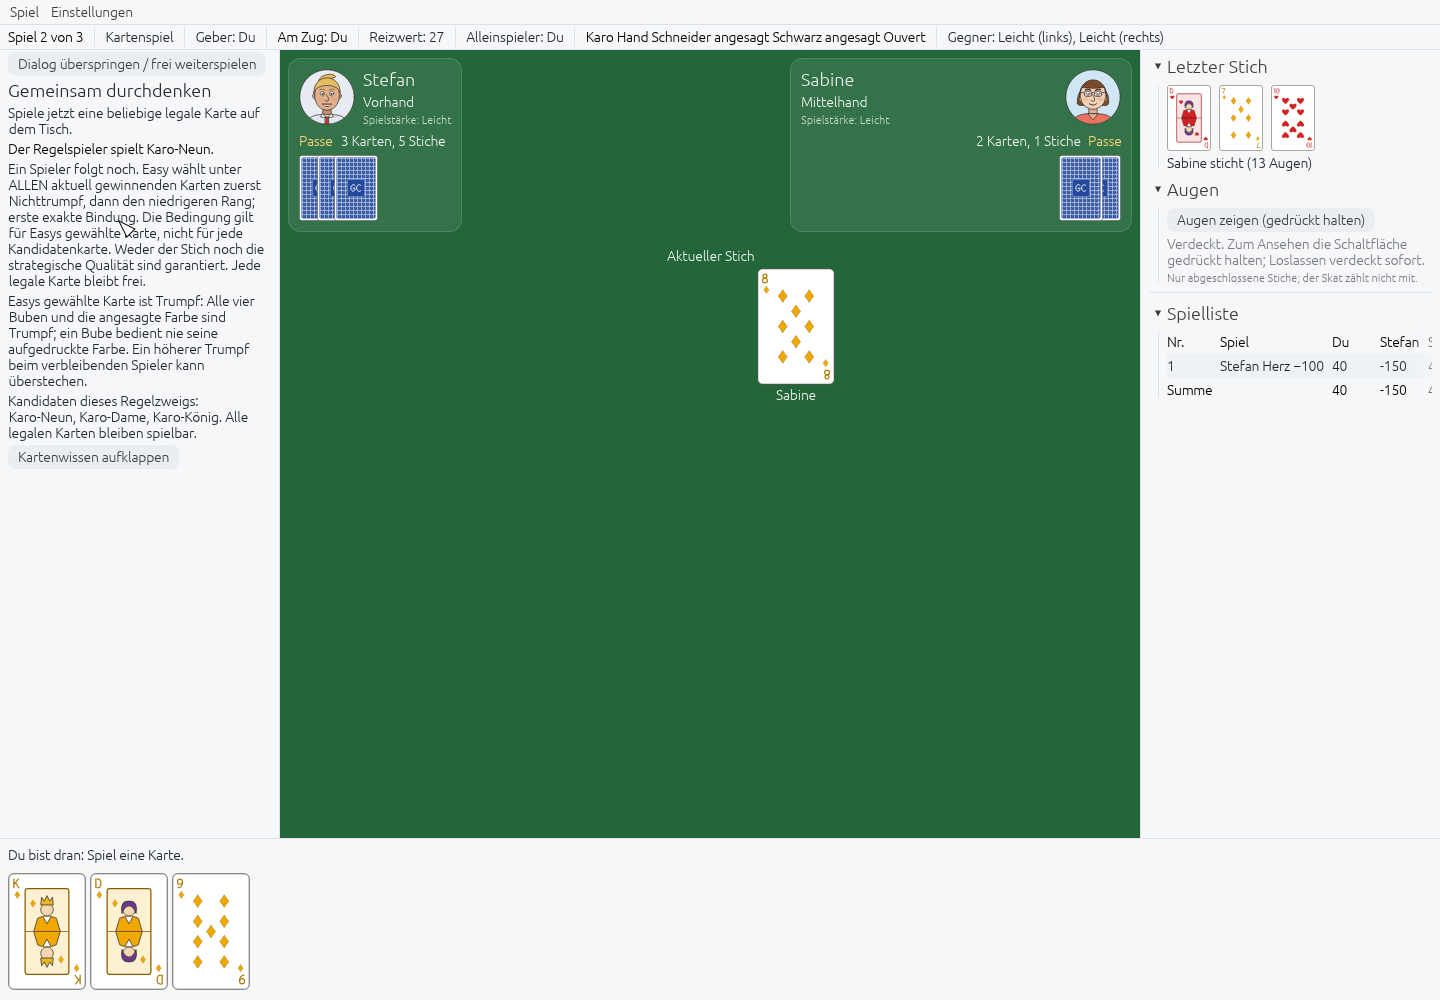 Spiel Einstellungen
Spiel 2 von 3 Kartenspiel Geber: Du Am Zug: Du Reizwert: 27 Alleinspieler: Du Karo Hand Schneider angesagt Schwarz angesagt Ouvert Gegner: Leicht (links), Leicht (rechts)
Dialog überspringen / frei weiterspielen
Gemeinsam durchdenken
Spiele jetzt eine beliebige legale Karte auf
dem Tisch.
Der Regelspieler spielt Karo-Neun.
Ein Spieler folgt noch. Easy wählt unter
ALLEN aktuell gewinnenden Karten zuerst
Nichttrumpf, dann den niedrigeren Rang;
erste exakte Bindung. Die Bedingung gilt
für Easys gewählte Karte, nicht für jede
Kandidatenkarte. Weder der Stich noch die
strategische Qualität sind garantiert. Jede
legale Karte bleibt frei.
Easys gewählte Karte ist Trumpf: Alle vier
Buben und die angesagte Farbe sind
Trumpf; ein Bube bedient nie seine
aufgedruckte Farbe. Ein höherer Trumpf
beim verbleibenden Spieler kann
überstechen.
Kandidaten dieses Regelzweigs:
Karo-Neun, Karo-Dame, Karo-König. Alle
legalen Karten bleiben spielbar.
Kartenwissen aufklappen
Stefan
Vorhand
Spielstärke: Leicht
Passe 3 Karten, 5 Stiche
GC
Sabine
Mittelhand
Spielstärke: Leicht
2 Karten, 1 Stiche Passe
GC
Aktueller Stich
8
8
Sabine
Letzter Stich
D
D
7
7
10
10
Sabine sticht (13 Augen)
Augen
Augen zeigen (gedrückt halten)
Verdeckt. Zum Ansehen die Schaltfläche
gedrückt halten; Loslassen verdeckt sofort.
Nur abgeschlossene Stiche; der Skat zählt nicht mit.
Spielliste
Nr. Spiel Du Stefan
1 Stefan Herz −100 40 -150
Summe 40 -150
Du bist dran: Spiel eine Karte.
K D 9
K D 9